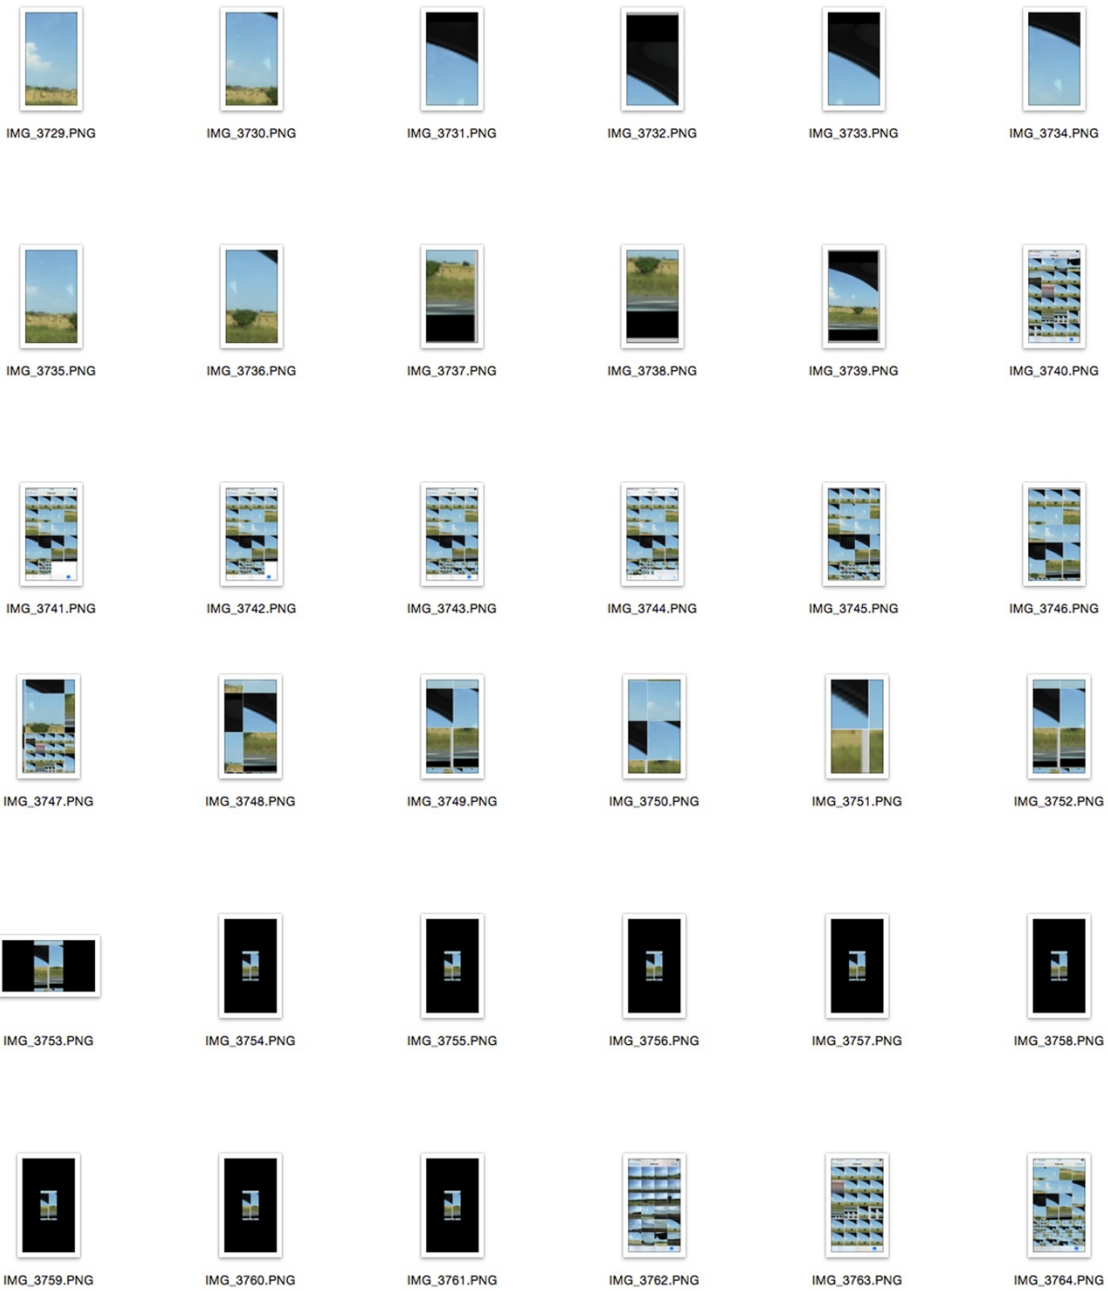 IMG_3729.PNG IMG_3730.PNG IMG_3731.PNG IMG_3732.PNG IMG_3733.PNG IMG_3734.PNG
IMG_3735.PNG IMG_3736.PNG IMG_3737.PNG IMG_3738.PNG IMG_3739.PNG IMG_3740.PNG
IMG_3741.PNG IMG_3742.PNG IMG_3743.PNG IMG_3744.PNG IMG_3745.PNG IMG_3746.PNG
IMG_3747.PNG IMG_3748.PNG IMG_3749.PNG IMG_3750.PNG IMG_3751.PNG IMG_3752.PNG
IMG_3753.PNG IMG_3754.PNG IMG_3755.PNG IMG_3756.PNG IMG_3757.PNG IMG_3758.PNG
IMG_3759.PNG IMG_3760.PNG IMG_3761.PNG IMG_3762.PNG IMG_3763.PNG IMG_3764.PNG